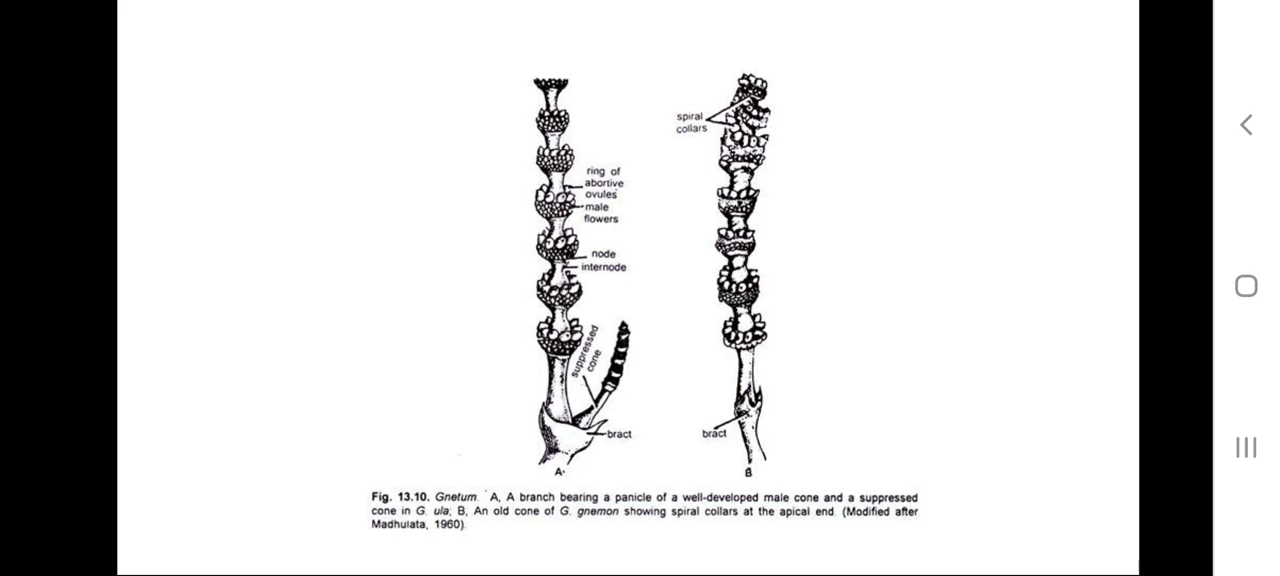 spiral
collars
ring of
abortive
ovules
male
flowers
node
internode
suppressed
cone
bract
bract
A
B
Fig. 13.10. Gnetum. A, A branch bearing a panicle of a well-developed male cone and a suppressed
cone in G. ula; B, An old cone of G. gnemon showing spiral collars at the apical end. (Modified after
Madhulata, 1960).